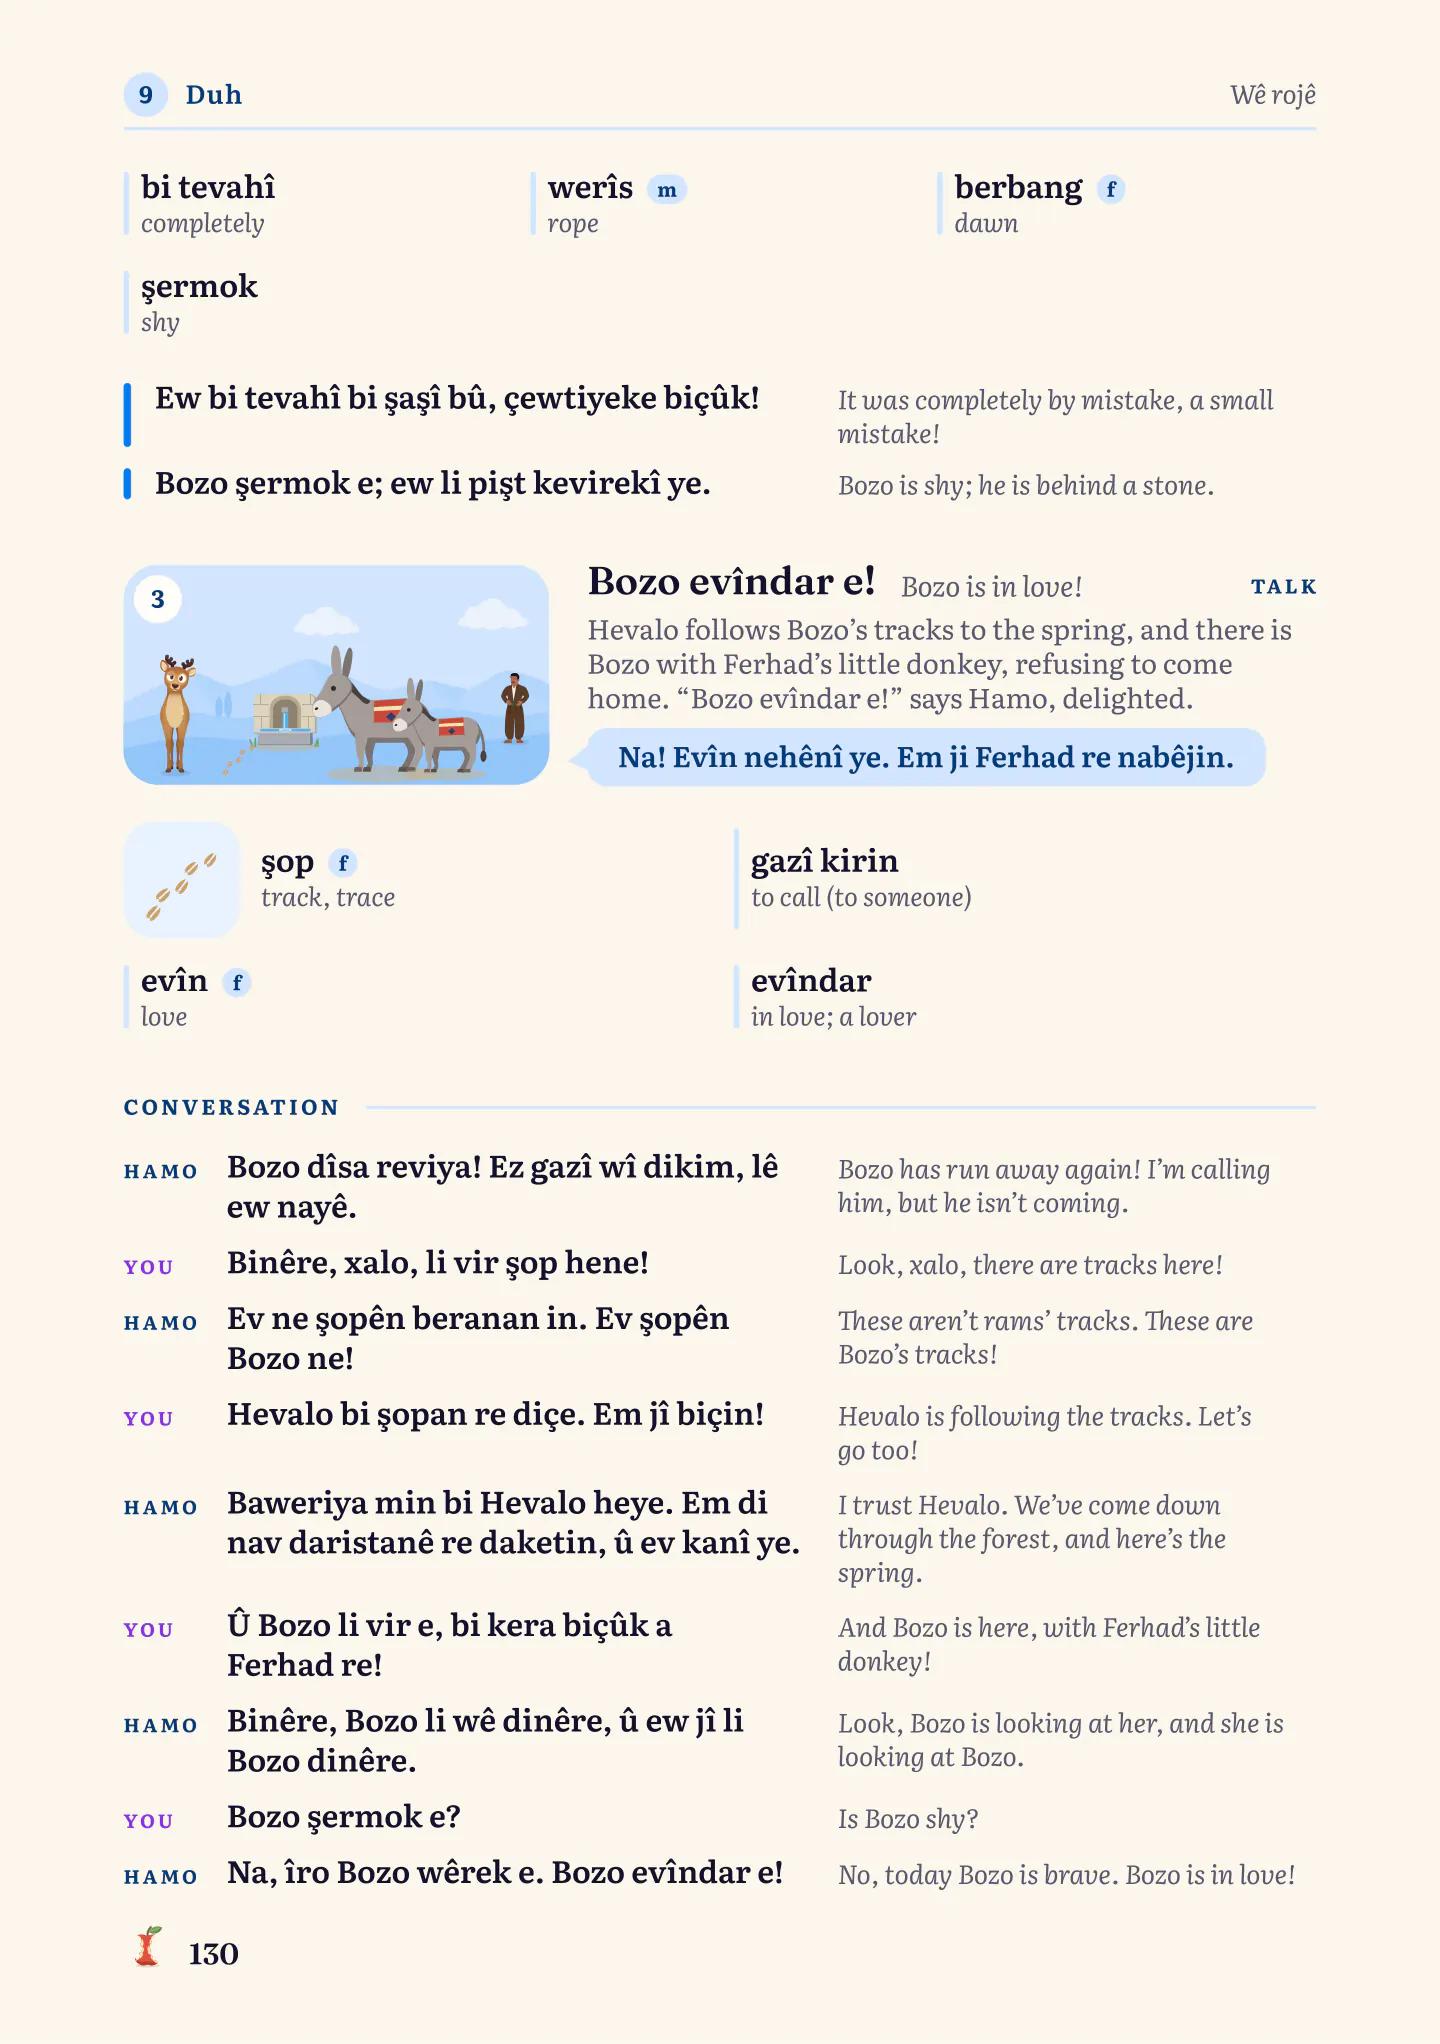 9 Duh
Wê rojê
bi tevahî
completely
werîs m
rope
berbang f
dawn
şermok
shy
Ew bi tevahî bi şaşî bû, çewtiyeke biçûk!
It was completely by mistake, a small
mistake!
Bozo şermok e; ew li pişt kevirekî ye.
Bozo is shy; he is behind a stone.
3
Bozo evîndar e! Bozo is in love! TALK
Hevalo follows Bozo’s tracks to the spring, and there is
Bozo with Ferhad’s little donkey, refusing to come
home. “Bozo evîndar e!” says Hamo, delighted.
Na! Evîn nehênî ye. Em ji Ferhad re nabêjin.
şop f
track, trace
gazî kirin
to call (to someone)
evîn f
love
evîndar
in love; a lover
CONVERSATION
HAMO Bozo dîsa reviya! Ez gazî wî dikim, lê
ew nayê.
Bozo has run away again! I’m calling
him, but he isn’t coming.
YOU Binêre, xalo, li vir şop hene!
Look, xalo, there are tracks here!
HAMO Ev ne şopên beranan in. Ev şopên
Bozo ne!
These aren’t rams’ tracks. These are
Bozo’s tracks!
YOU Hevalo bi şopan re diçe. Em jî biçin!
Hevalo is following the tracks. Let’s
go too!
HAMO Baweriya min bi Hevalo heye. Em di
nav daristanê re daketin, û ev kanî ye.
I trust Hevalo. We’ve come down
through the forest, and here’s the
spring.
YOU Û Bozo li vir e, bi kera biçûk a
Ferhad re!
And Bozo is here, with Ferhad’s little
donkey!
HAMO Binêre, Bozo li wê dinêre, û ew jî li
Bozo dinêre.
Look, Bozo is looking at her, and she is
looking at Bozo.
YOU Bozo şermok e?
Is Bozo shy?
HAMO Na, îro Bozo wêrek e. Bozo evîndar e!
No, today Bozo is brave. Bozo is in love!
130